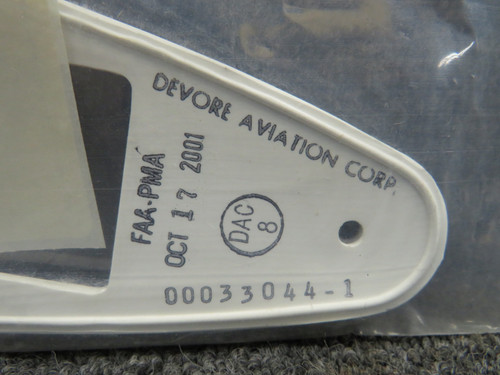 DEVORE AVIATION CORP.
FAA-PMA
OCT 17 2001
DAC
8
00033044-1